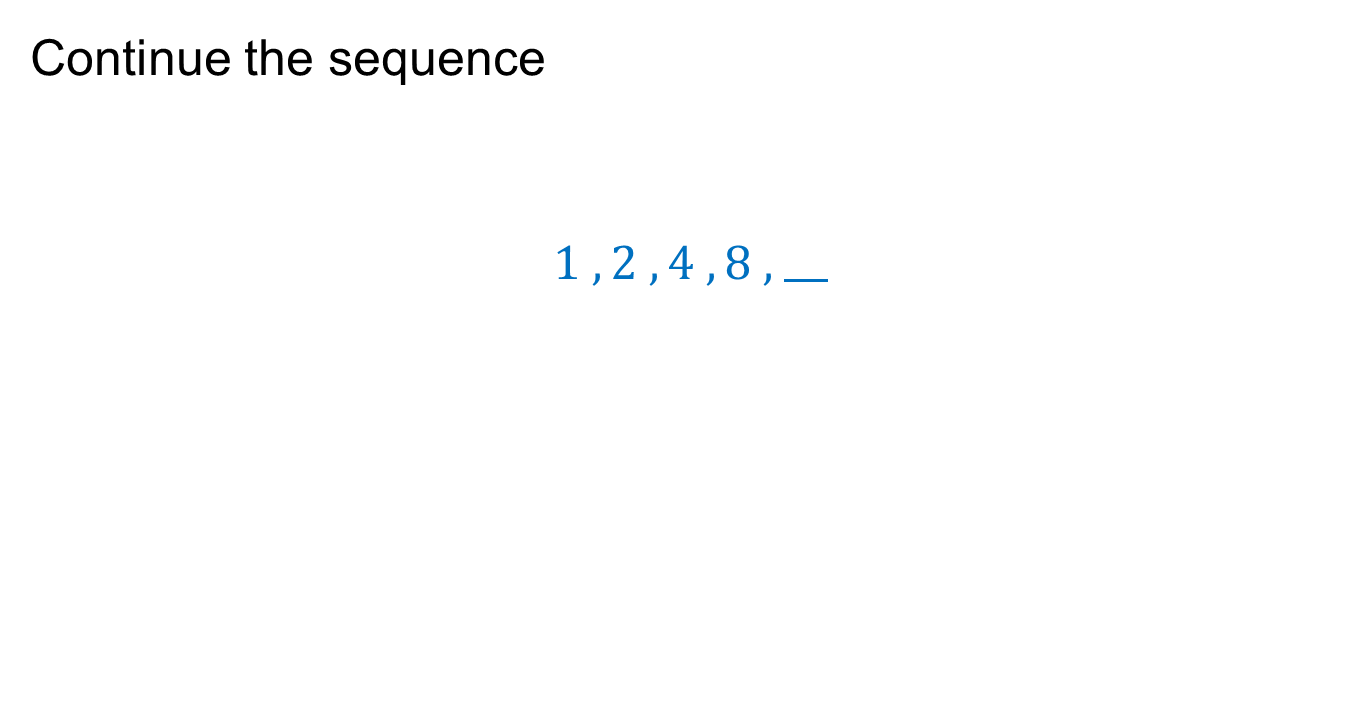 Continue the sequence
1 , 2 , 4 , 8 , __